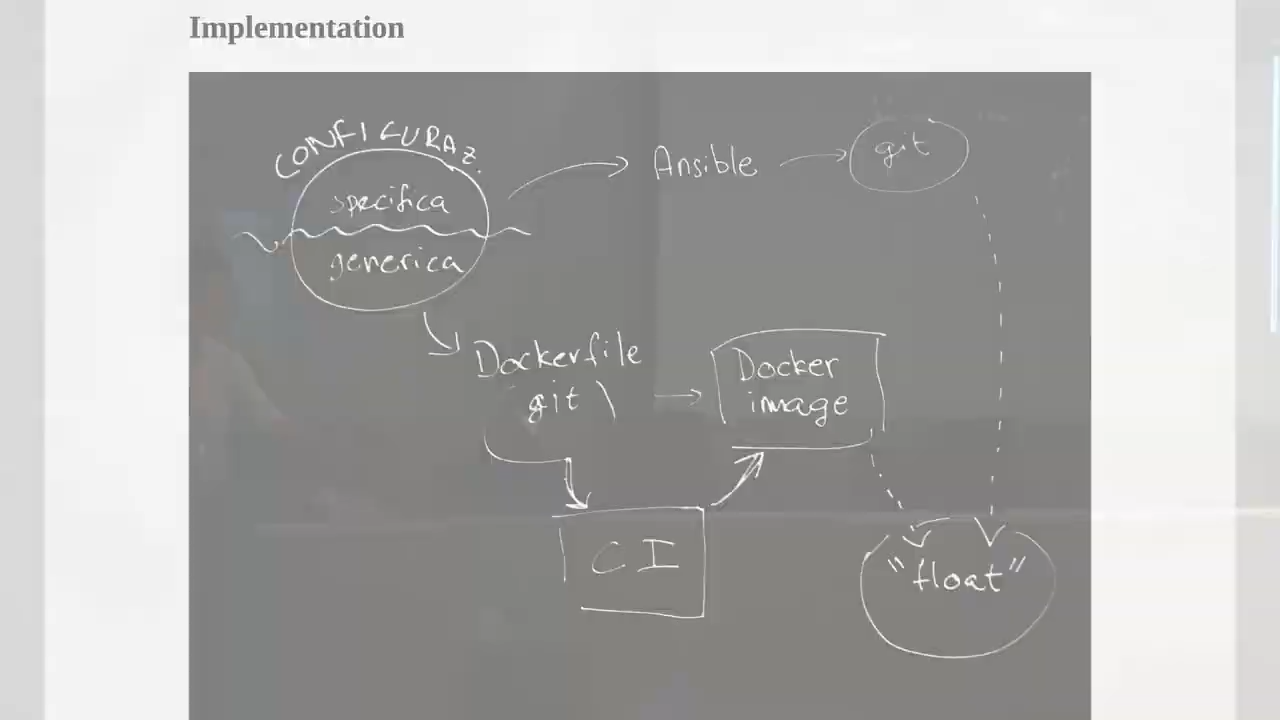 Implementation
CONFIGURAZ.
specifica
generica
Ansible
git
Dockerfile
git
Docker
image
CI
"float"